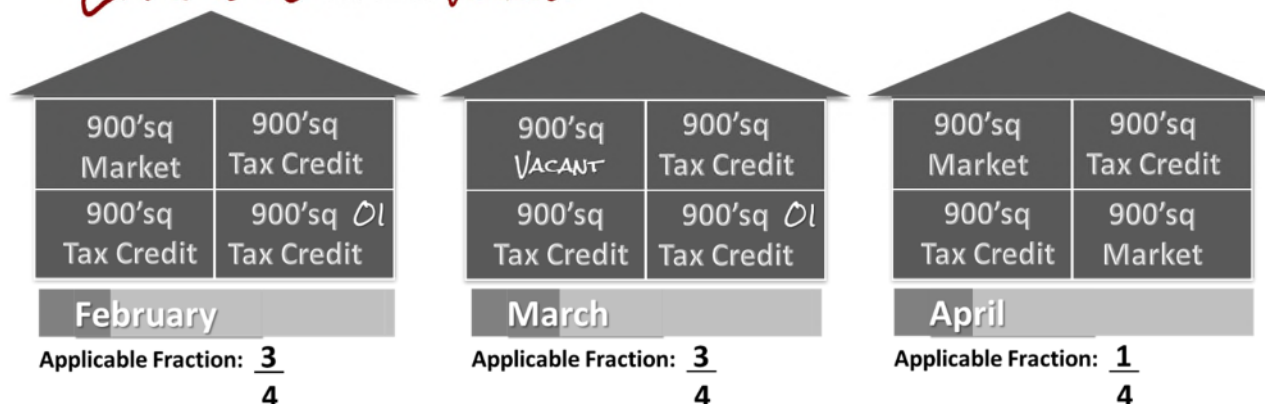 900'sq
Market
900'sq
Tax Credit
900'sq
Tax Credit
900'sq OI
Tax Credit
February
Applicable Fraction: 3
4
900'sq
VACANT
900'sq
Tax Credit
900'sq
Tax Credit
900'sq OI
Tax Credit
March
Applicable Fraction: 3
4
900'sq
Market
900'sq
Tax Credit
900'sq
Tax Credit
900'sq
Market
April
Applicable Fraction: 1
4